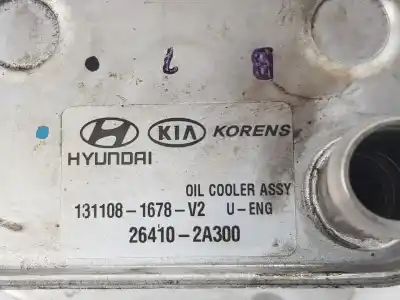 L B
HYUNDAI KIA KORENS
OIL COOLER ASSY
131108-1678-V2 U-ENG
26410-2A300